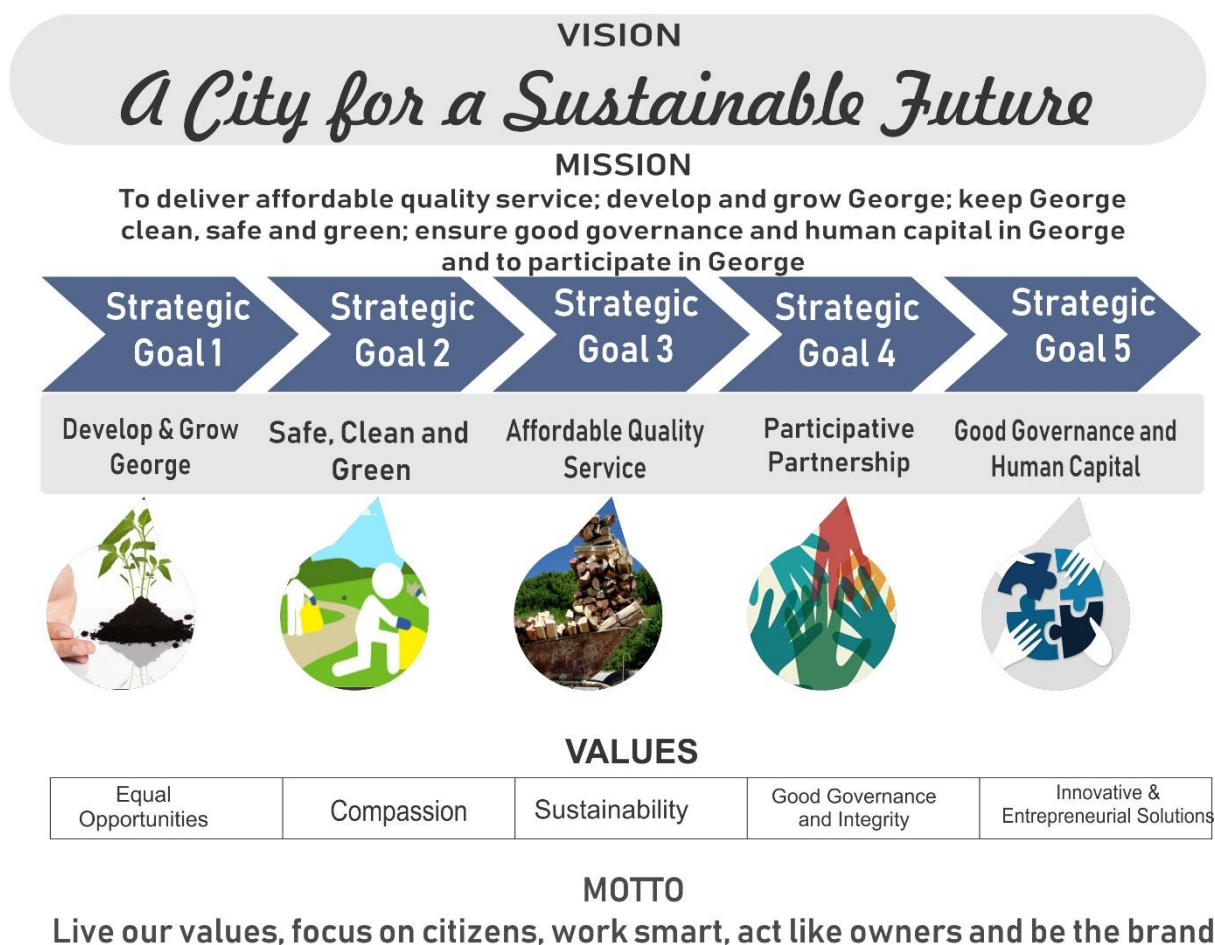 VISION
A City for a Sustainable Future
MISSION
To deliver affordable quality service; develop and grow George; keep George
clean, safe and green; ensure good governance and human capital in George
and to participate in George
Strategic
Goal 1
Strategic
Goal 2
Strategic
Goal 3
Strategic
Goal 4
Strategic
Goal 5
Develop & Grow
George
Safe, Clean and
Green
Affordable Quality
Service
Participative
Partnership
Good Governance and
Human Capital
VALUES
Equal
Opportunities
Compassion
Sustainability
Good Governance
and Integrity
Innovative &
Entrepreneurial Solutions
MOTTO
Live our values, focus on citizens, work smart, act like owners and be the brand